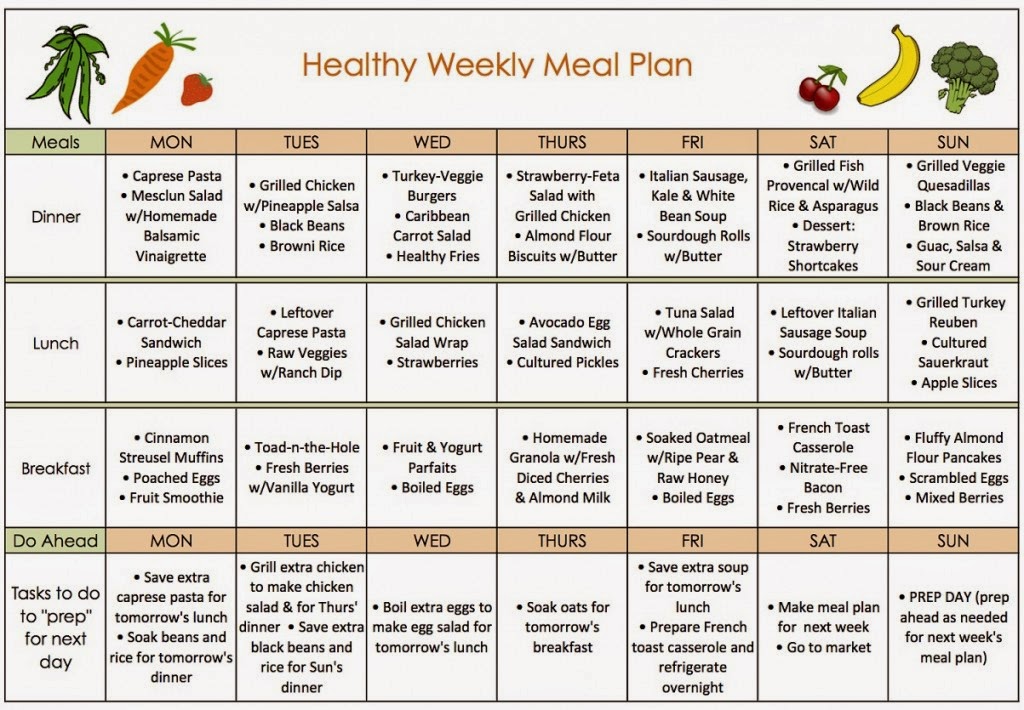 Healthy Weekly Meal Plan
Meals MON TUES WED THURS FRI SAT SUN
Dinner
• Caprese Pasta
• Mesclun Salad
w/Homemade
Balsamic
Vinaigrette
• Grilled Chicken
w/Pineapple Salsa
• Black Beans
• Browni Rice
• Turkey-Veggie
Burgers
• Caribbean
Carrot Salad
• Healthy Fries
• Strawberry-Feta
Salad with
Grilled Chicken
• Almond Flour
Biscuits w/Butter
• Italian Sausage,
Kale & White
Bean Soup
• Sourdough Rolls
w/Butter
• Grilled Fish
Provencal w/Wild
Rice & Asparagus
• Dessert:
Strawberry
Shortcakes
• Grilled Veggie
Quesadillas
• Black Beans &
Brown Rice
• Guac, Salsa &
Sour Cream
Lunch
• Carrot-Cheddar
Sandwich
• Pineapple Slices
• Leftover
Caprese Pasta
• Raw Veggies
w/Ranch Dip
• Grilled Chicken
Salad Wrap
• Strawberries
• Avocado Egg
Salad Sandwich
• Cultured Pickles
• Tuna Salad
w/Whole Grain
Crackers
• Fresh Cherries
• Leftover Italian
Sausage Soup
• Sourdough rolls
w/Butter
• Grilled Turkey
Reuben
• Cultured
Sauerkraut
• Apple Slices
Breakfast
• Cinnamon
Streusel Muffins
• Poached Eggs
• Fruit Smoothie
• Toad-n-the-Hole
• Fresh Berries
w/Vanilla Yogurt
• Fruit & Yogurt
Parfaits
• Boiled Eggs
• Homemade
Granola w/Fresh
Diced Cherries
& Almond Milk
• Soaked Oatmeal
w/Ripe Pear &
Raw Honey
• Boiled Eggs
• French Toast
Casserole
• Nitrate-Free
Bacon
• Fresh Berries
• Fluffy Almond
Flour Pancakes
• Scrambled Eggs
• Mixed Berries
Do Ahead MON TUES WED THURS FRI SAT SUN
Tasks to do
to "prep"
for next
day
• Save extra
caprese pasta for
tomorrow's lunch
• Soak beans and
rice for tomorrow's
dinner
• Grill extra chicken
to make chicken
salad & for Thurs'
dinner • Save extra
black beans and
rice for Sun's
dinner
• Boil extra eggs to
make egg salad for
tomorrow's lunch
• Soak oats for
tomorrow's
breakfast
• Save extra soup
for tomorrow's
lunch
• Prepare French
toast casserole and
refrigerate
overnight
• Make meal plan
for next week
• Go to market
• PREP DAY (prep
ahead as needed
for next week's
meal plan)